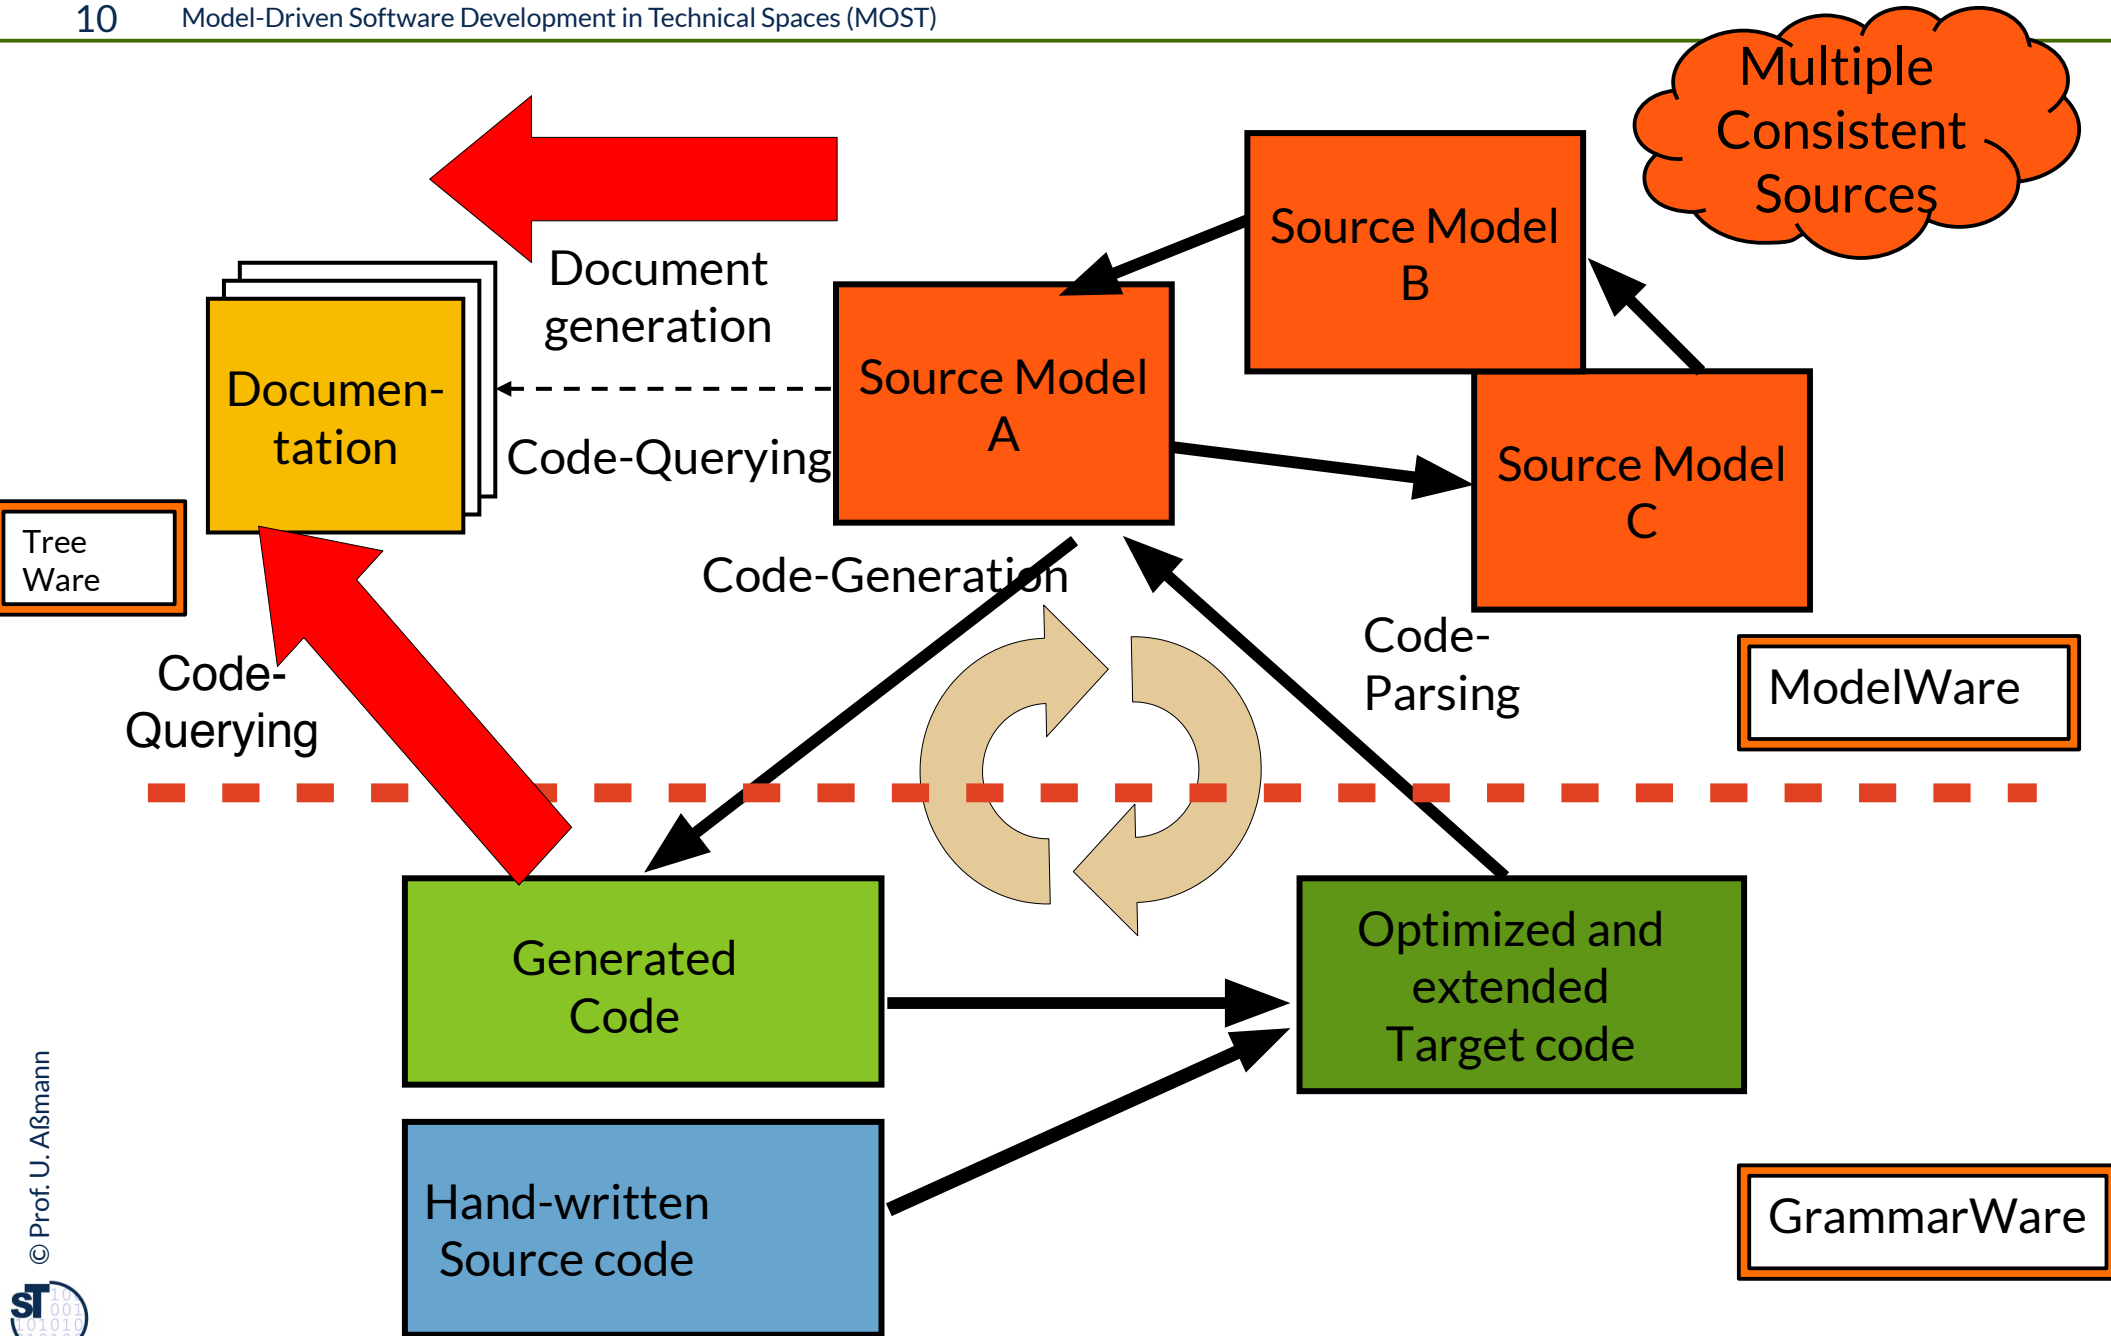 10
Model-Driven Software Development in Technical Spaces (MOST)
Multiple
Consistent
Sources
Source Model
B
Document
generation
Source Model
A
Documen-
tation
Code-Querying
Source Model
C
Tree
Ware
Code-Generation
Code-
Parsing
Code-
Querying
ModelWare
Generated
Code
Optimized and
extended
Target code
Hand-written
Source code
GrammarWare
© Prof. U. Aßmann
ST